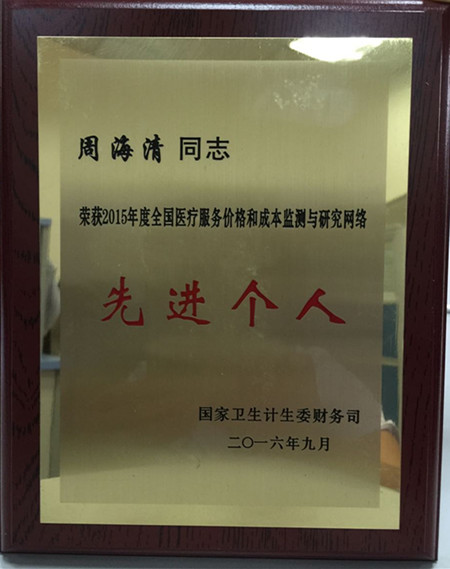 周海清 同志
荣获2015年度全国医疗服务价格和成本监测与研究网络
先进个人
国家卫生计生委财务司
二〇一六年九月